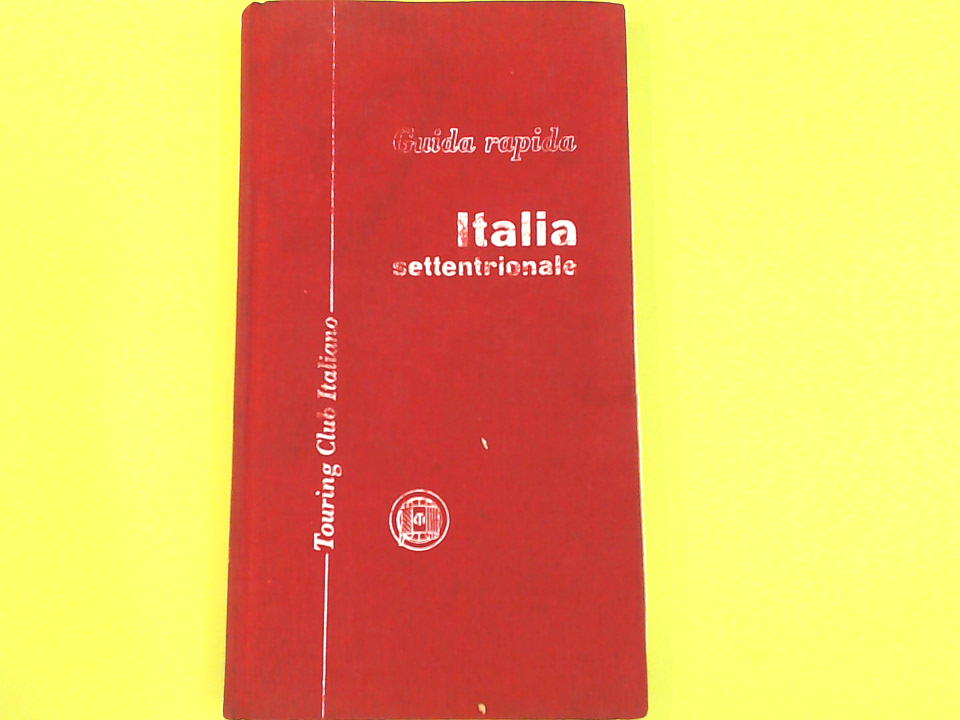 Guida rapida
Italia
settentrionale
Touring Club Italiano